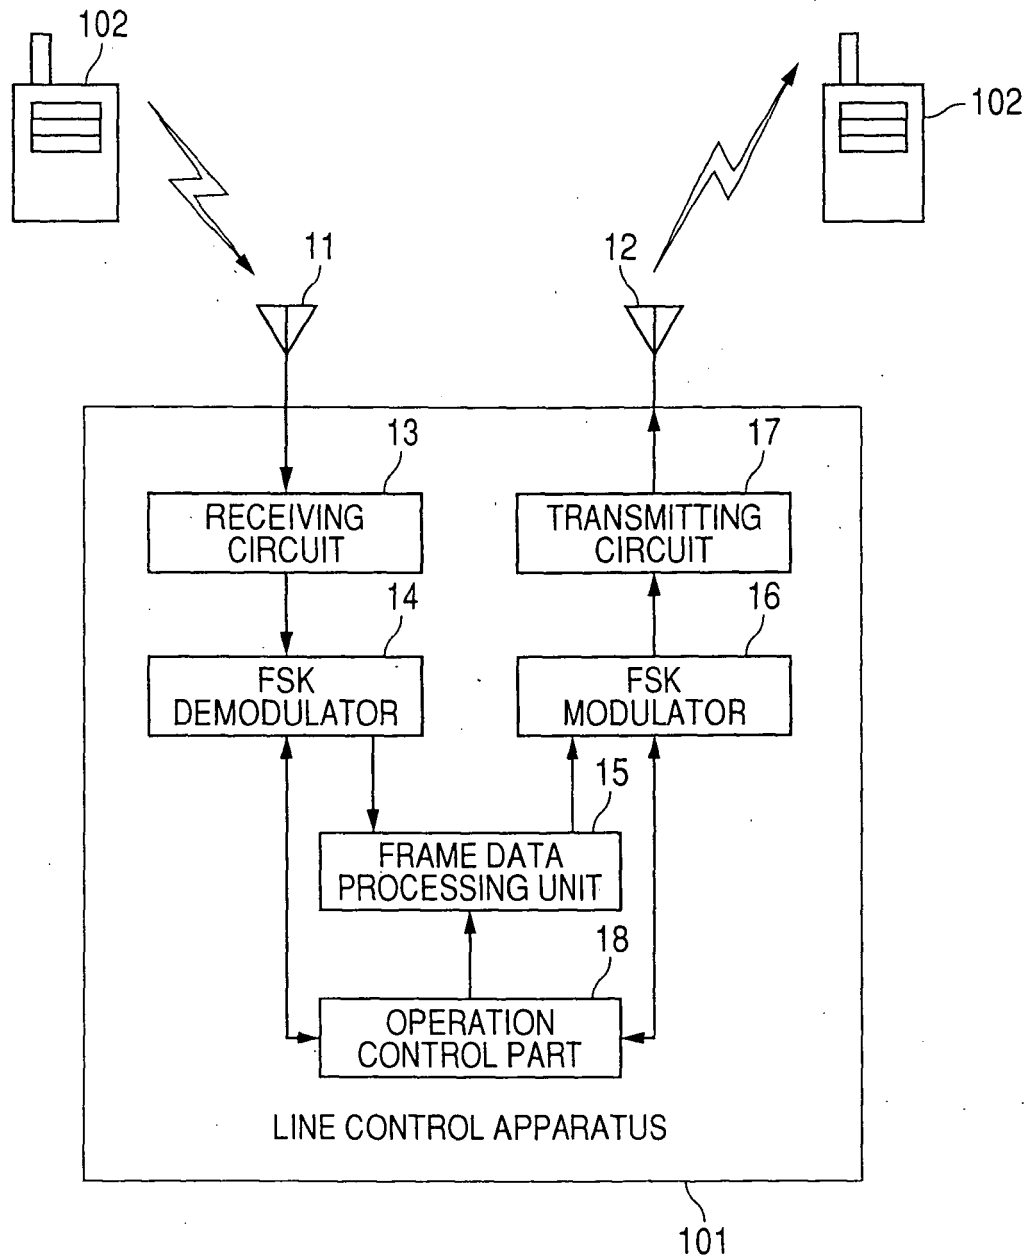 102
102
11
12
13
17
RECEIVING
CIRCUIT
TRANSMITTING
CIRCUIT
14
16
FSK
DEMODULATOR
FSK
MODULATOR
15
FRAME DATA
PROCESSING UNIT
18
OPERATION
CONTROL PART
LINE CONTROL APPARATUS
101